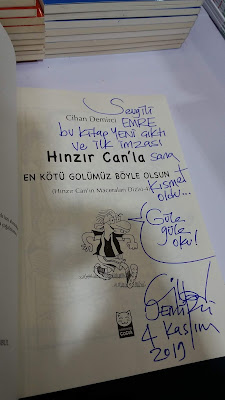 Sevgili
Cihan Demirci
EMRE
bu kitap YENİ çıktı
ve ilk imzası
Hınzır Can'la sana
EN KÖTÜ GOLÜMÜZ BÖYLE OLSUN
(Hınzır Can'ın Maceraları Dizisi-
Kısmet
oldu...
Güle
güle
oku!
Cihan
Demirci
4 Kasım
2019